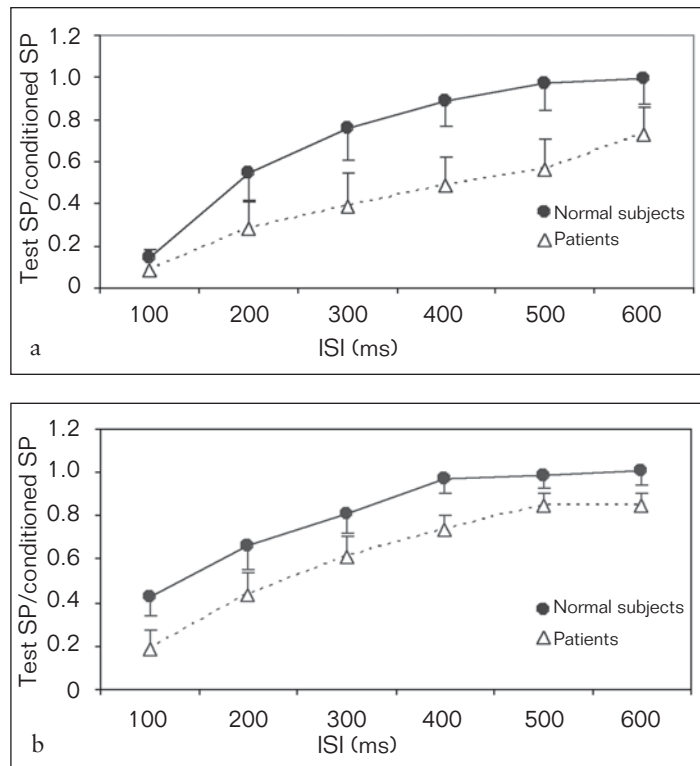 Test SP/conditioned SP
1.2
1.0
0.8
0.6
0.4
0.2
0
Normal subjects
Patients
100 200 300 400 500 600
ISI (ms)
a
Test SP/conditioned SP
1.2
1.0
0.8
0.6
0.4
0.2
0
Normal subjects
Patients
100 200 300 400 500 600
ISI (ms)
b